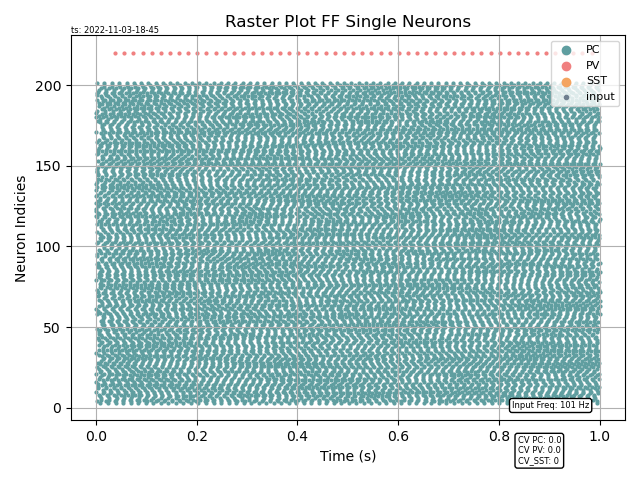 Raster Plot FF Single Neurons
ts: 2022-11-03-18-45
PC
PV
SST
input
200
150
100
50
0
Neuron Indicies
Input Freq: 101 Hz
0.0 0.2 0.4 0.6 0.8 1.0
Time (s)
CV PC: 0.0
CV PV: 0.0
CV_SST: 0